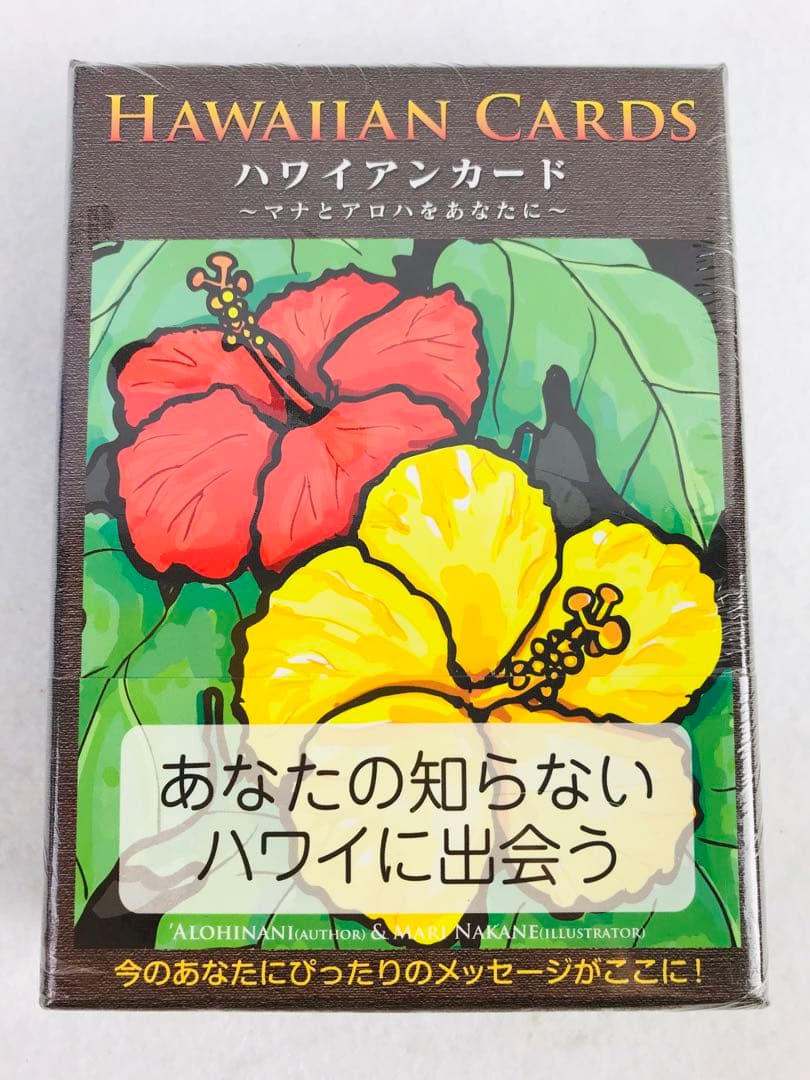 HAWAIIAN CARDS
ハワイアンカード
～マナとアロハをあなたに～
あなたの知らない
ハワイに出会う
'ALOHINANI(AUTHOR) & MARI NAKANE(ILLUSTRATOR)
今のあなたにぴったりのメッセージがここに!